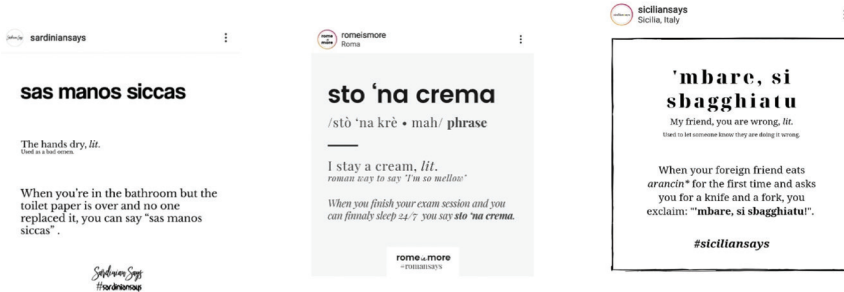 sardiniansays
sas manos siccas
The hands dry, lit.
Used as a bad omen.
When you're in the bathroom but the
toilet paper is over and no one
replaced it, you can say “sas manos
siccas” .
Sardinian Says
#sardiniansays
rome is more
romeismore
Roma
sto ‘na crema
/stò ‘na krè • mah/ phrase
I stay a cream, lit.
roman way to say 'I'm so mellow'
When you finish your exam session and you
can finnaly sleep 24/7 you say sto ‘na crema.
rome is more
#romansays
siciliansays
Sicilia, Italy
'mbare, si
sbagghiatu
My friend, you are wrong, lit.
Used to let someone know they are doing it wrong.
When your foreign friend eats
arancin* for the first time and asks
you for a knife and a fork, you
exclaim: "'mbare, si sbagghiatu!".
#siciliansays